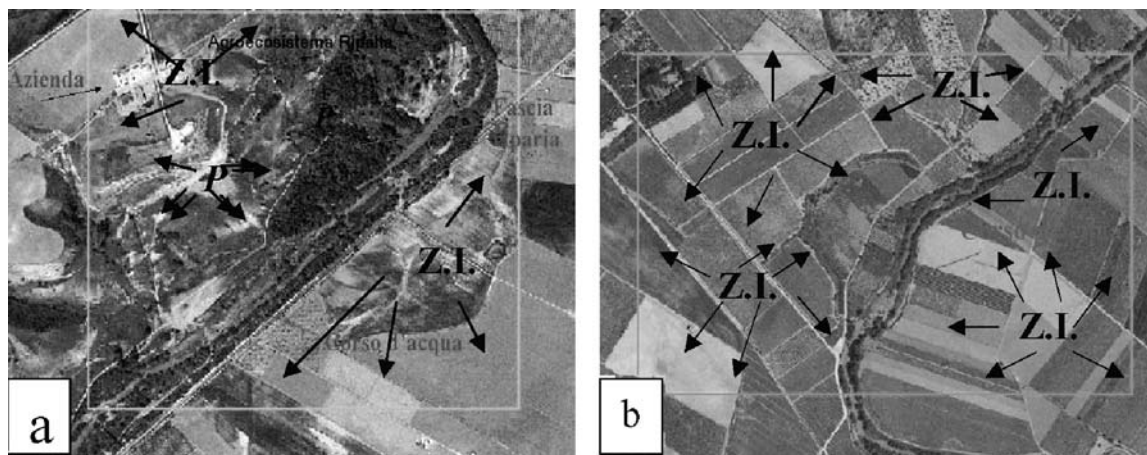 Agroecosistema Ripalta
Azienda
Z.I.
Fascia
riparia
P
Z.I.
Corso d'acqua
a
Z.I.
Z.I.
Z.I.
Z.I.
Z.I.
b